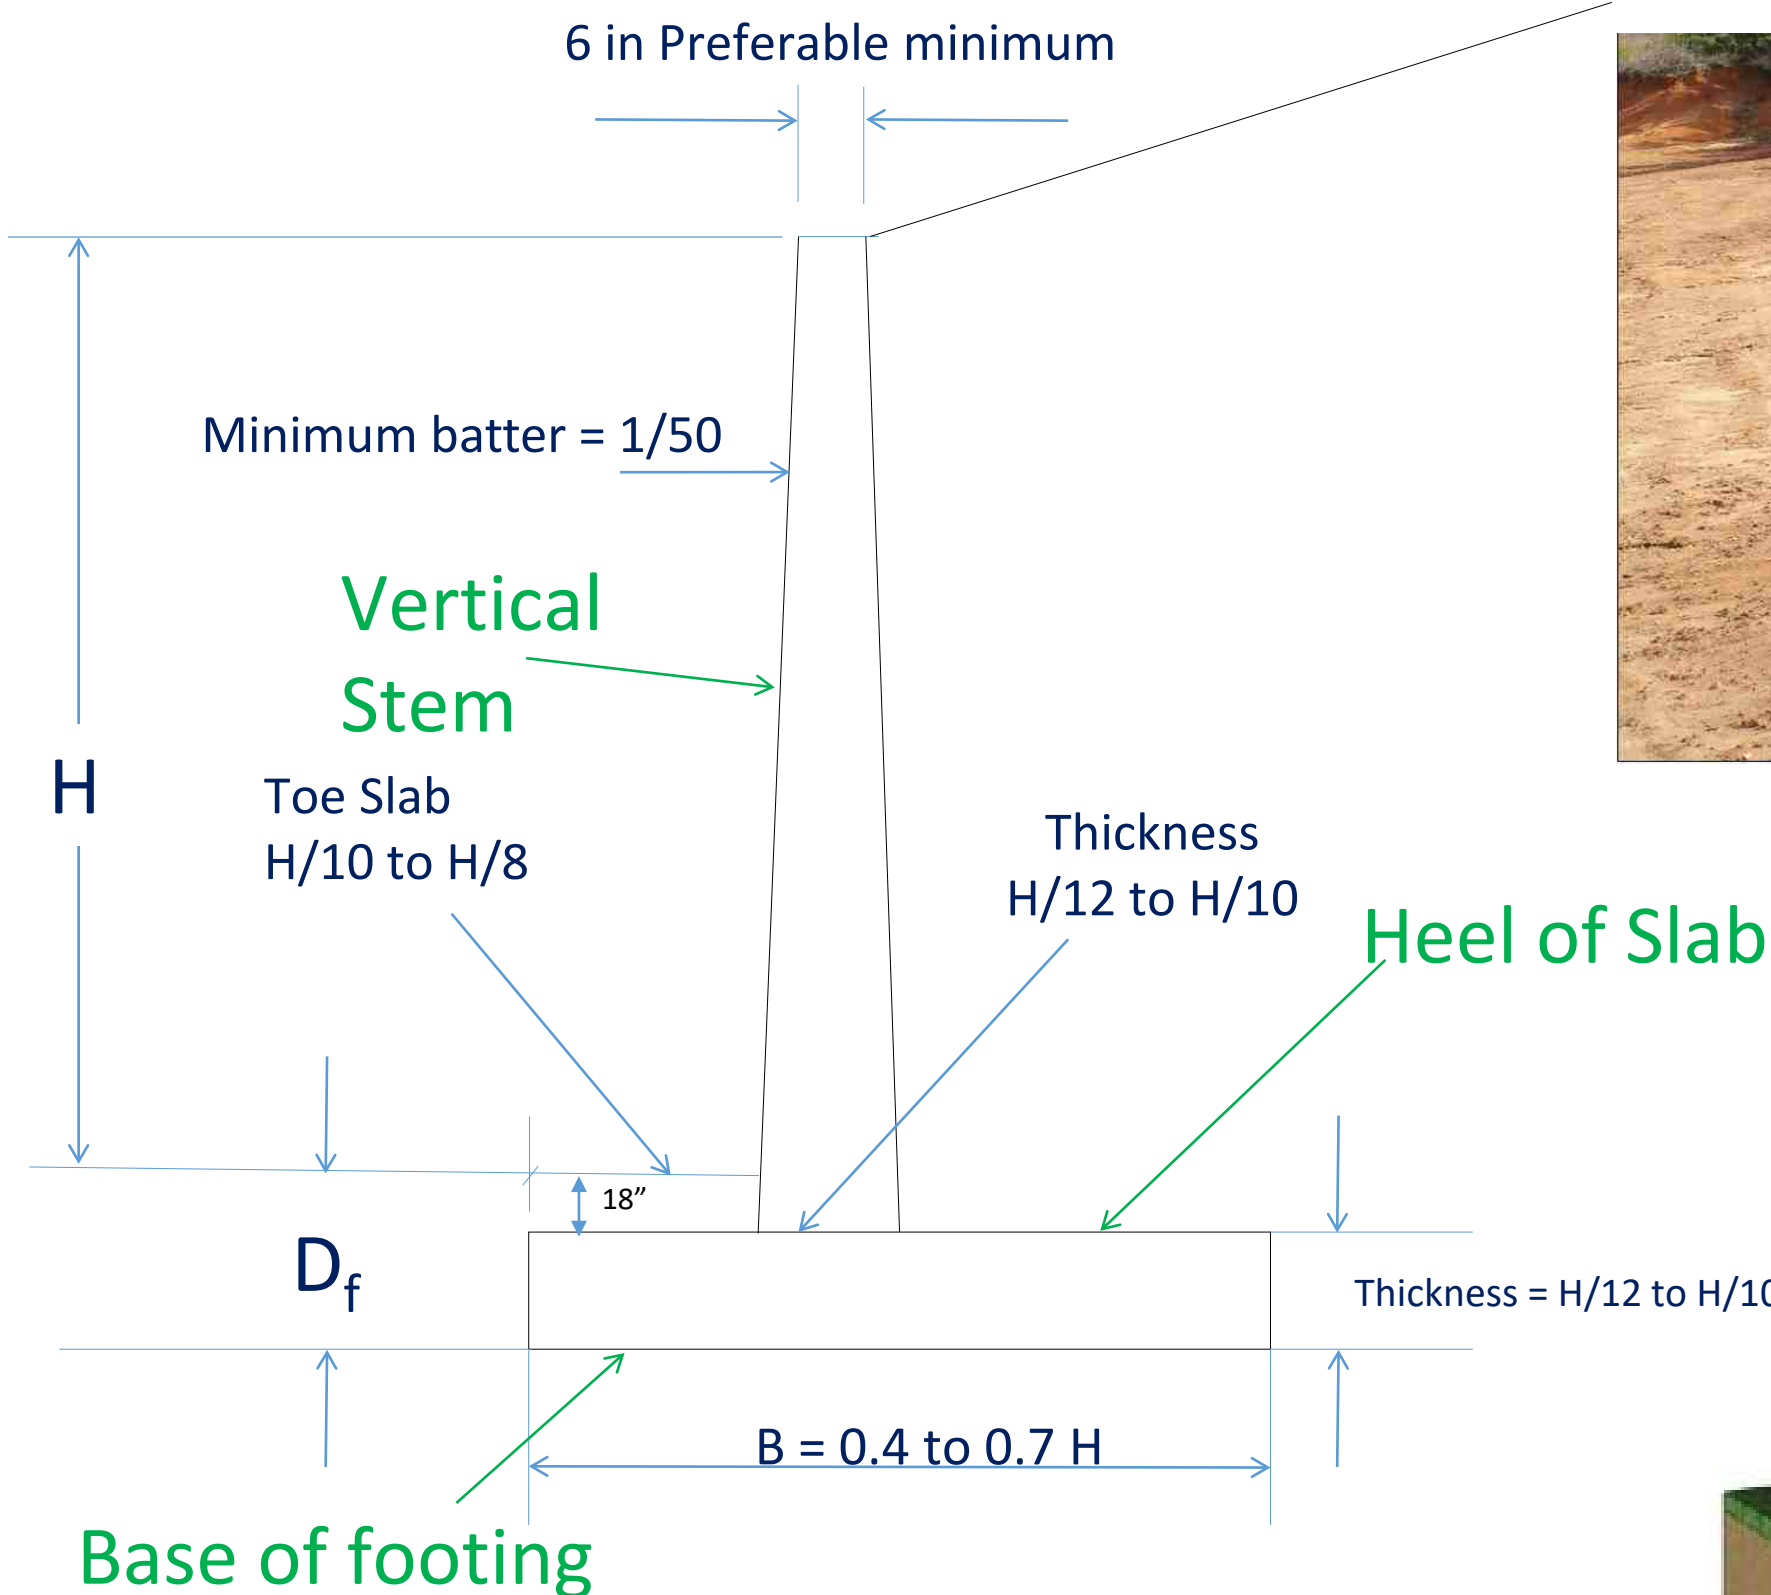 6 in Preferable minimum
Minimum batter = 1/50
Vertical
Stem
H
Toe Slab
H/10 to H/8
Thickness
H/12 to H/10
Heel of Slab
18”
Df
Thickness = H/12 to H/10
B = 0.4 to 0.7 H
Base of footing